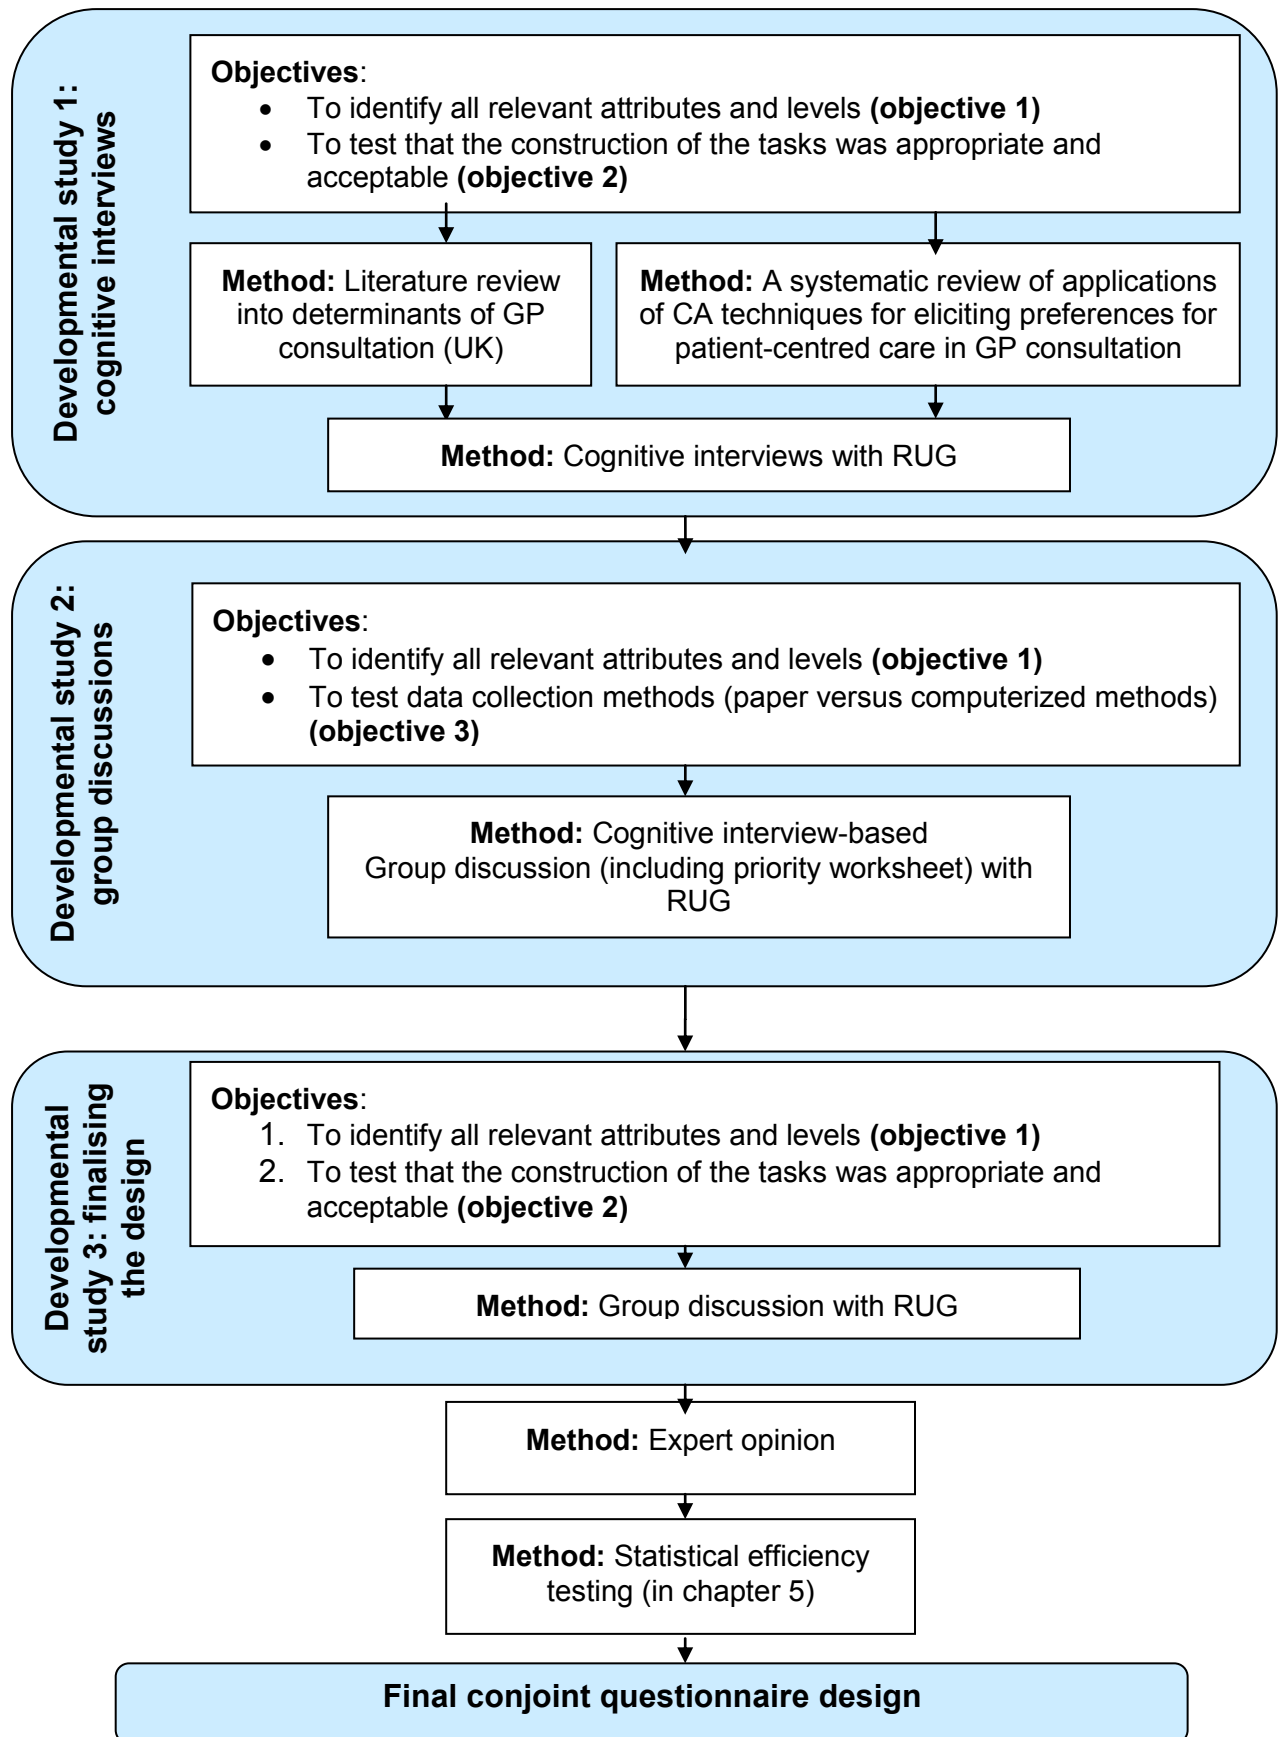 Developmental study 1:
cognitive interviews
Objectives:
• To identify all relevant attributes and levels (objective 1)
• To test that the construction of the tasks was appropriate and
acceptable (objective 2)
Method: Literature review
into determinants of GP
consultation (UK)
Method: A systematic review of applications
of CA techniques for eliciting preferences for
patient-centred care in GP consultation
Method: Cognitive interviews with RUG
Developmental study 2:
group discussions
Objectives:
• To identify all relevant attributes and levels (objective 1)
• To test data collection methods (paper versus computerized methods)
(objective 3)
Method: Cognitive interview-based
Group discussion (including priority worksheet) with
RUG
Developmental
study 3: finalising
the design
Objectives:
1. To identify all relevant attributes and levels (objective 1)
2. To test that the construction of the tasks was appropriate and
acceptable (objective 2)
Method: Group discussion with RUG
Method: Expert opinion
Method: Statistical efficiency
testing (in chapter 5)
Final conjoint questionnaire design